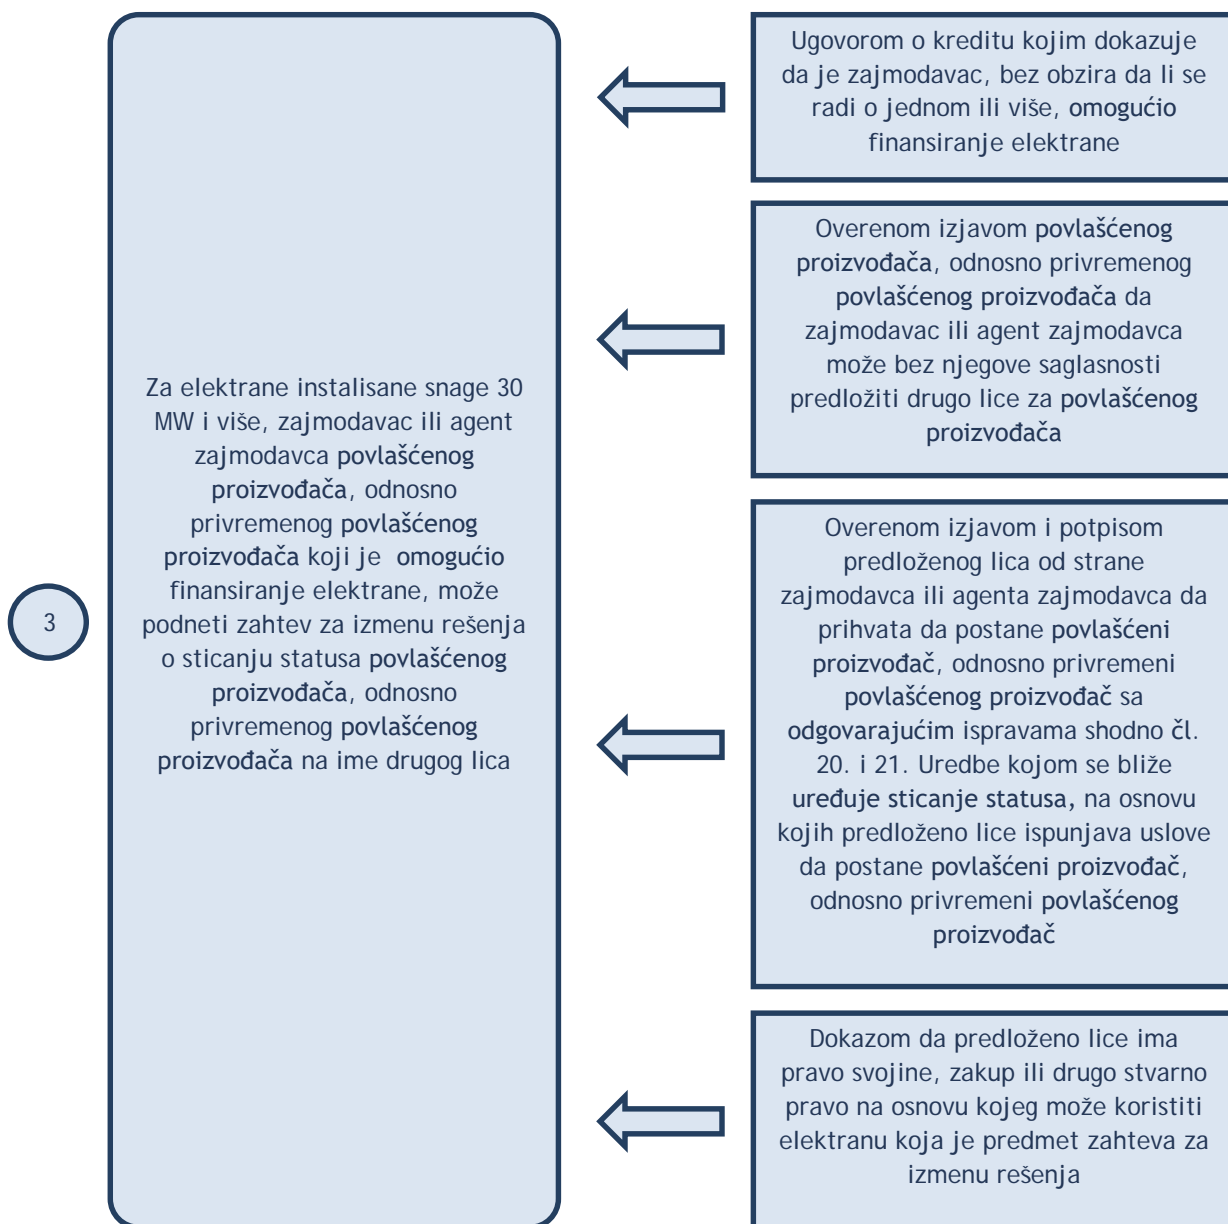 3
Za elektrane instalisane snage 30
MW i više, zajmodavac ili agent
zajmodavca povlašćenog
proizvođača, odnosno
privremenog povlašćenog
proizvođača koji je omogućio
finansiranje elektrane, može
podneti zahtev za izmenu rešenja
o sticanju statusa povlašćenog
proizvođača, odnosno
privremenog povlašćenog
proizvođača na ime drugog lica
Ugovorom o kreditu kojim dokazuje
da je zajmodavac, bez obzira da li se
radi o jednom ili više, omogućio
finansiranje elektrane
Overenom izjavom povlašćenog
proizvođača, odnosno privremenog
povlašćenog proizvođača da
zajmodavac ili agent zajmodavca
može bez njegove saglasnosti
predložiti drugo lice za povlašćenog
proizvođača
Overenom izjavom i potpisom
predloženog lica od strane
zajmodavca ili agenta zajmodavca da
prihvata da postane povlašćeni
proizvođač, odnosno privremeni
povlašćenog proizvođač sa
odgovarajućim ispravama shodno čl.
20. i 21. Uredbe kojom se bliže
uređuje sticanje statusa, na osnovu
kojih predloženo lice ispunjava uslove
da postane povlašćeni proizvođač,
odnosno privremeni povlašćenog
proizvođač
Dokazom da predloženo lice ima
pravo svojine, zakup ili drugo stvarno
pravo na osnovu kojeg može koristiti
elektranu koja je predmet zahteva za
izmenu rešenja